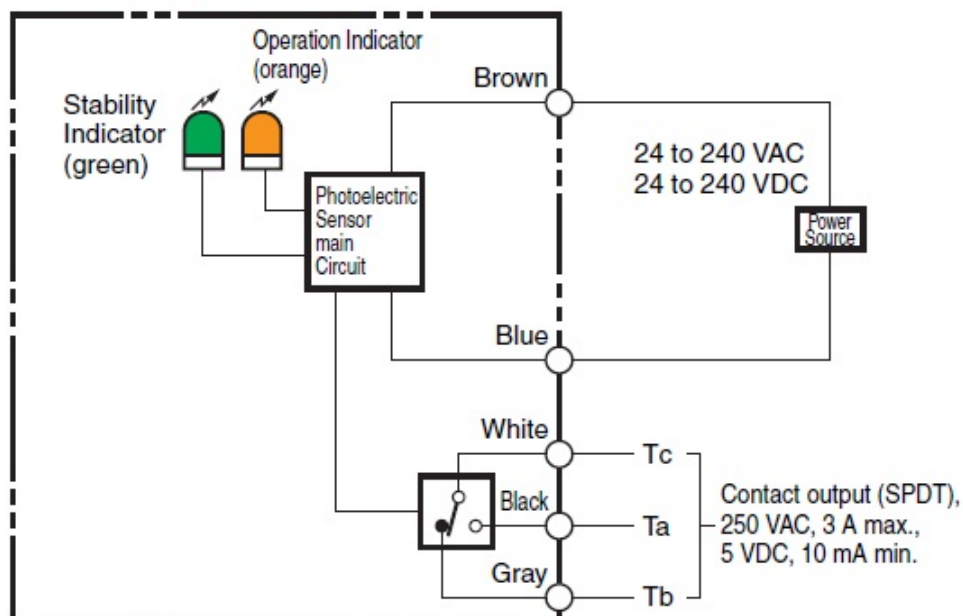 Operation Indicator
(orange)
Brown
Stability
Indicator
(green)
24 to 240 VAC
24 to 240 VDC
Photoelectric
Sensor
main
Circuit
Power
Source
Blue
White
Tc
Black
Ta
Contact output (SPDT),
250 VAC, 3 A max.,
5 VDC, 10 mA min.
Gray
Tb